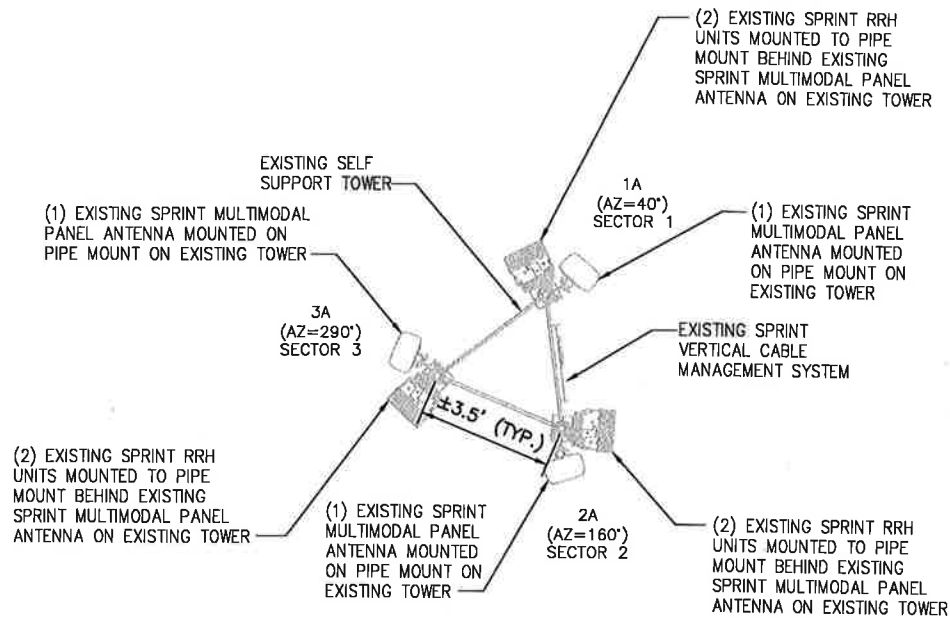 (2) EXISTING SPRINT RRH
UNITS MOUNTED TO PIPE
MOUNT BEHIND EXISTING
SPRINT MULTIMODAL PANEL
ANTENNA ON EXISTING TOWER
EXISTING SELF
SUPPORT TOWER
1A
(AZ=40°)
SECTOR 1
(1) EXISTING SPRINT MULTIMODAL
PANEL ANTENNA MOUNTED ON
PIPE MOUNT ON EXISTING TOWER
(1) EXISTING SPRINT
MULTIMODAL PANEL
ANTENNA MOUNTED
ON PIPE MOUNT ON
EXISTING TOWER
3A
(AZ=290°)
SECTOR 3
EXISTING SPRINT
VERTICAL CABLE
MANAGEMENT SYSTEM
±3.5' (TYP.)
(2) EXISTING SPRINT RRH
UNITS MOUNTED TO PIPE
MOUNT BEHIND EXISTING
SPRINT MULTIMODAL PANEL
ANTENNA ON EXISTING TOWER
(1) EXISTING SPRINT
MULTIMODAL PANEL
ANTENNA MOUNTED
ON PIPE MOUNT ON
EXISTING TOWER
2A
(AZ=160°)
SECTOR 2
(2) EXISTING SPRINT RRH
UNITS MOUNTED TO PIPE
MOUNT BEHIND EXISTING
SPRINT MULTIMODAL PANEL
ANTENNA ON EXISTING TOWER